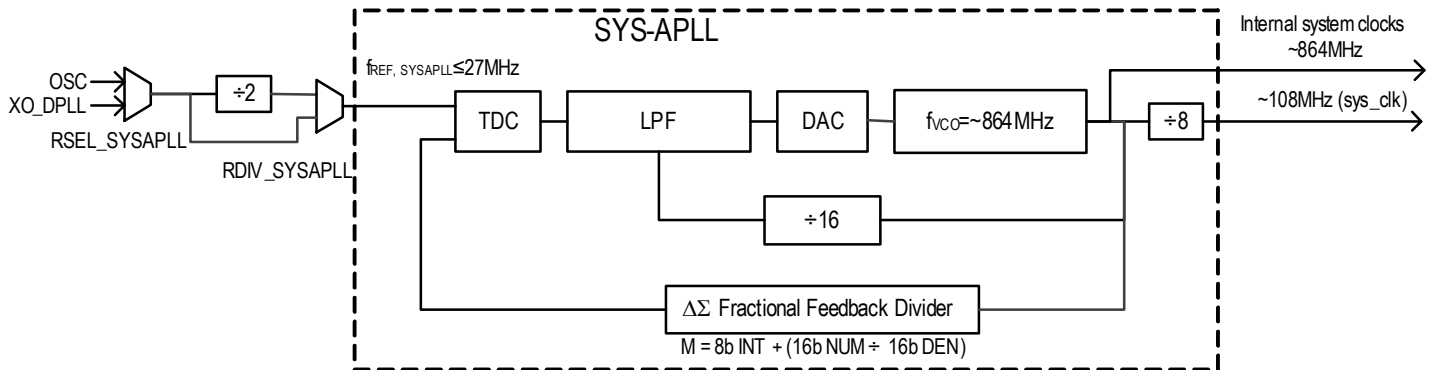 SYS-APLL
Internal system clocks
~864MHz
OSC
XO_DPLL
RSEL_SYSAPLL
÷2
RDIV_SYSAPLL
fREF, SYSAPLL≤27MHz
TDC
LPF
DAC
fVCO=~864MHz
÷8
~108MHz (sys_clk)
÷16
ΔΣ Fractional Feedback Divider
M = 8b INT + (16b NUM ÷ 16b DEN)